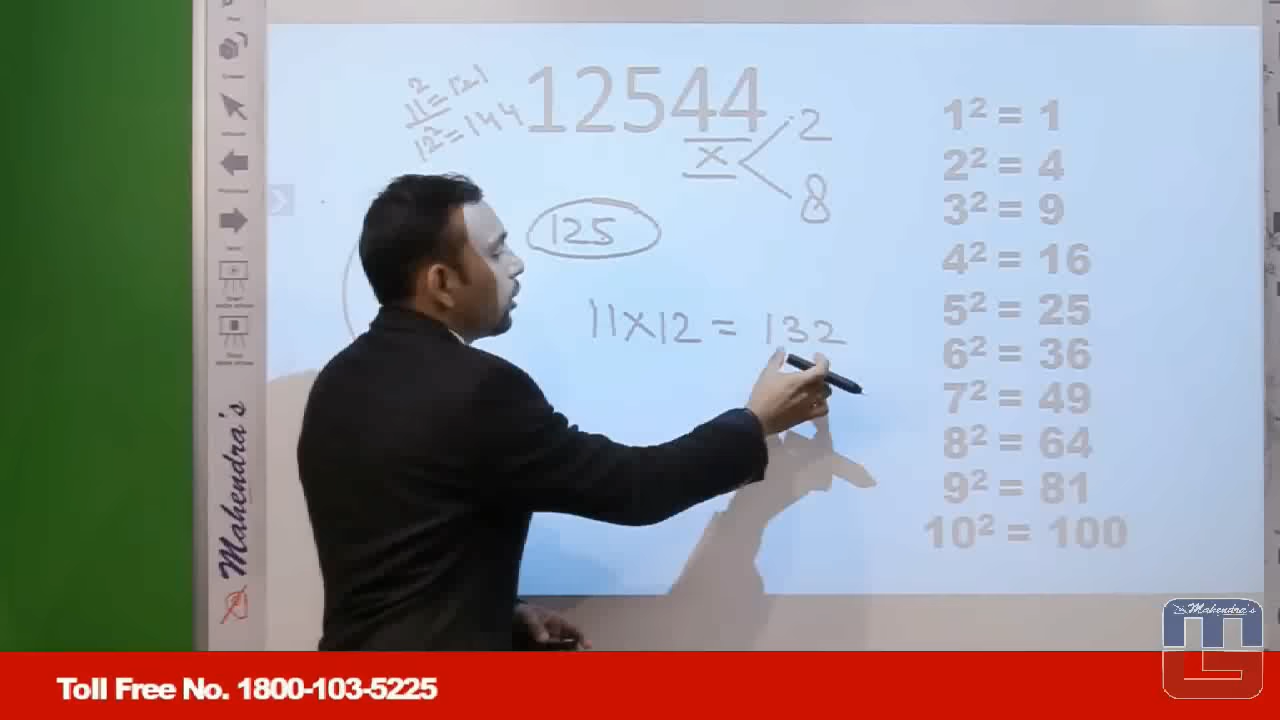 12544
11² = 121
12² = 144
x
2
8
125
11x12 = 132
1² = 1
2² = 4
3² = 9
4² = 16
5² = 25
6² = 36
7² = 49
8² = 64
9² = 81
10² = 100
Mahendra's
Mahendra's
Toll Free No. 1800-103-5225